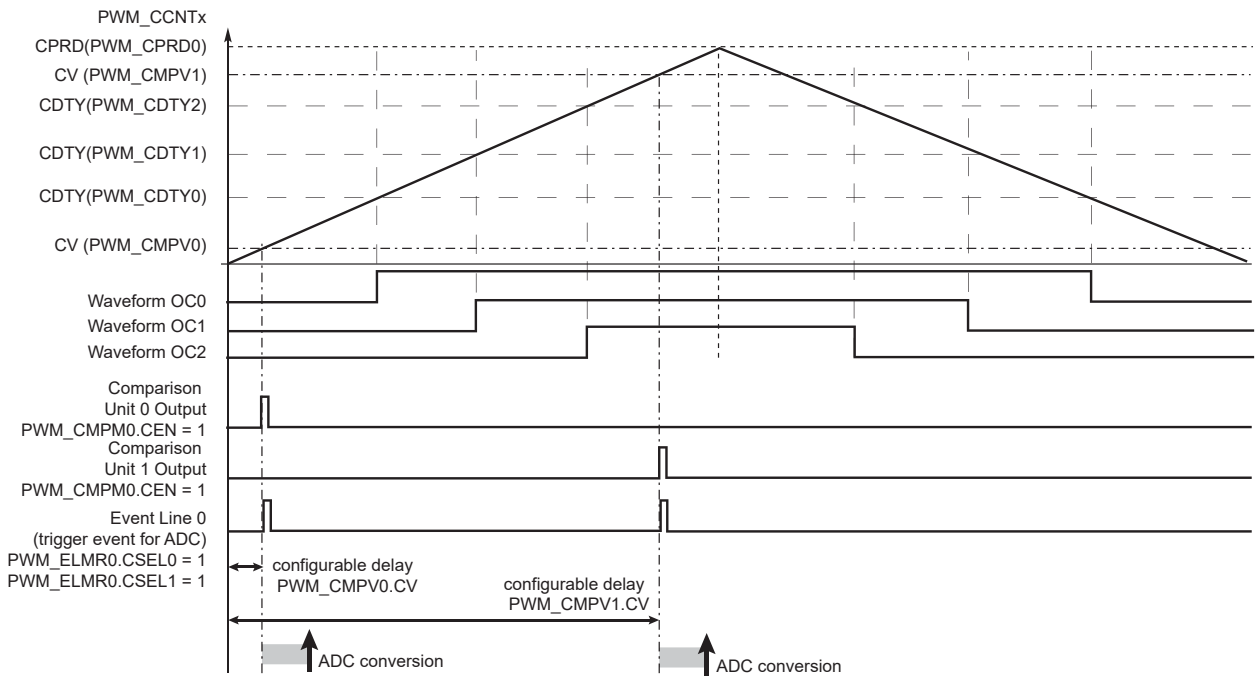 PWM_CCNTx
CPRD(PWM_CPRD0)
CV (PWM_CMPV1)
CDTY(PWM_CDTY2)
CDTY(PWM_CDTY1)
CDTY(PWM_CDTY0)
CV (PWM_CMPV0)
Waveform OC0
Waveform OC1
Waveform OC2
Comparison
Unit 0 Output
PWM_CMPM0.CEN = 1
Comparison
Unit 1 Output
PWM_CMPM0.CEN = 1
Event Line 0
(trigger event for ADC)
PWM_ELMR0.CSEL0 = 1
PWM_ELMR0.CSEL1 = 1
configurable delay
PWM_CMPV0.CV
configurable delay
PWM_CMPV1.CV
ADC conversion
ADC conversion